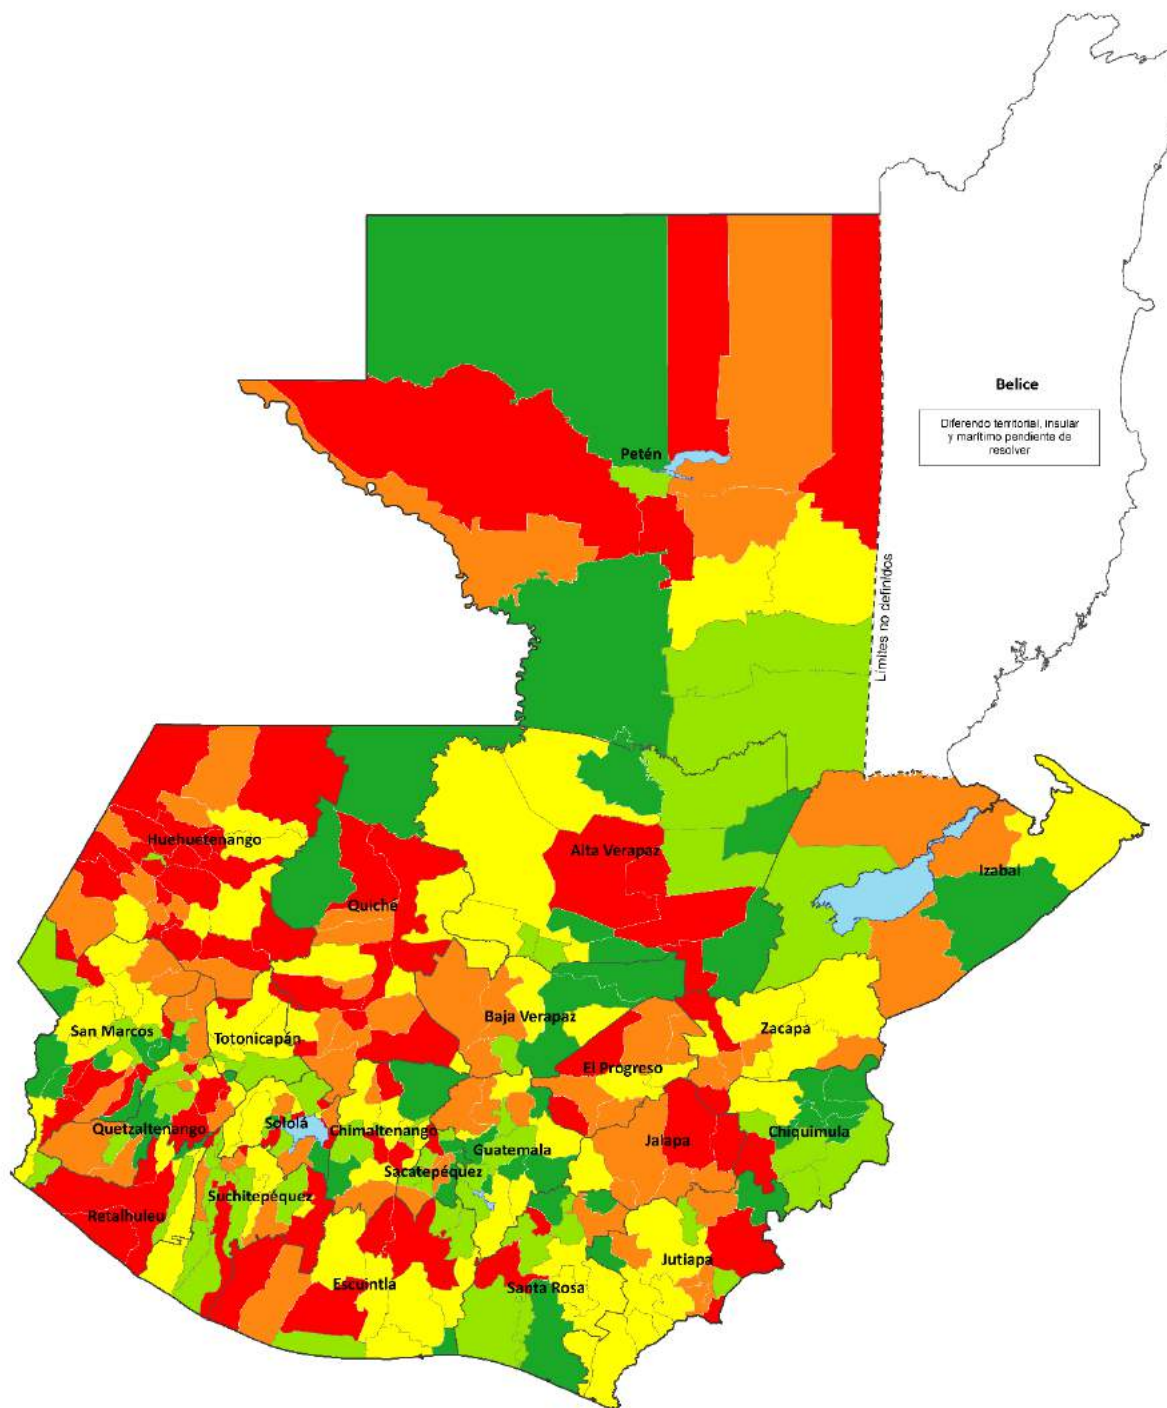 Belice
Diferendo territorial, insular
y marítimo pendiente de
resolver
Petén
Límites no definidos
Huehuetenango
Alta Verapaz
Izabal
Quiché
San Marcos
Totonicapán
Baja Verapaz
Zacapa
El Progreso
Quetzaltenango
Sololá
Chimaltenango
Guatemala
Jalapa
Chiquimula
Sacatepéquez
Suchitepéquez
Retalhuleu
Jutiapa
Escuintla
Santa Rosa